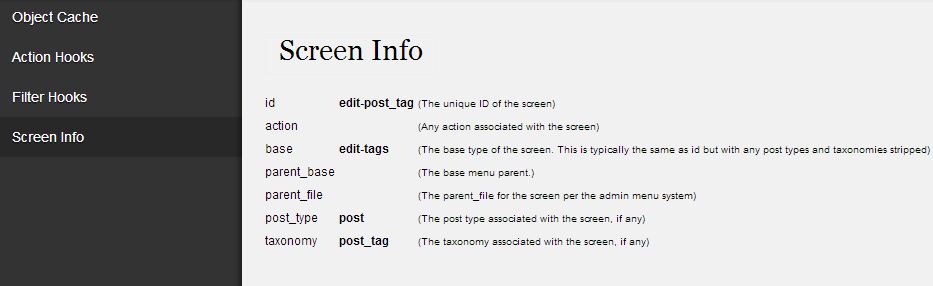 Object Cache
Action Hooks
Filter Hooks
Screen Info
Screen Info
id edit-post_tag (The unique ID of the screen)
action (Any action associated with the screen)
base edit-tags (The base type of the screen. This is typically the same as id but with any post types and taxonomies stripped)
parent_base (The base menu parent.)
parent_file (The parent_file for the screen per the admin menu system)
post_type post (The post type associated with the screen, if any)
taxonomy post_tag (The taxonomy associated with the screen, if any)